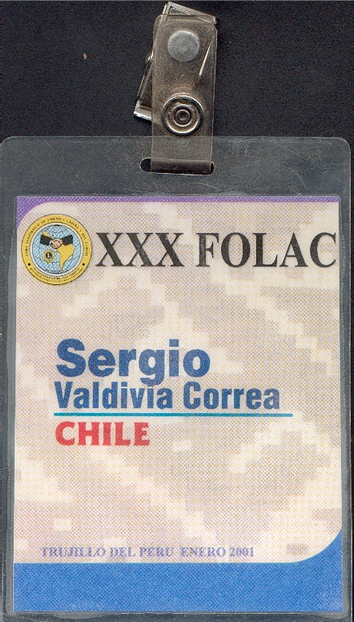 XXX FOLAC
Sergio
Valdivia Correa
CHILE
TRUJILLO DEL PERU ENERO 2001